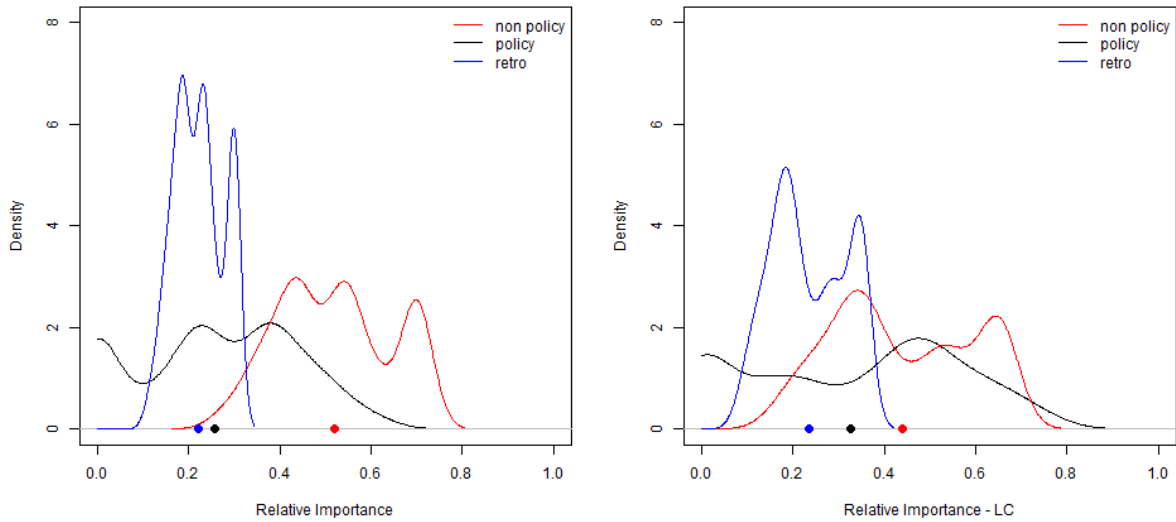 non policy
policy
retro
Density
8
6
4
2
0
0.0 0.2 0.4 0.6 0.8 1.0
Relative Importance
non policy
policy
retro
Density
8
6
4
2
0
0.0 0.2 0.4 0.6 0.8 1.0
Relative Importance - LC